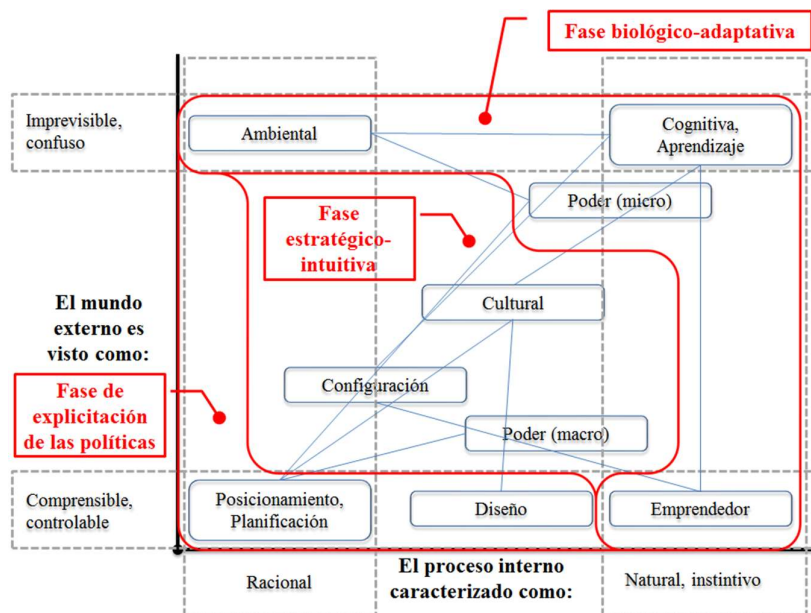 Fase biológico-adaptativa
Imprevisible,
confuso
Ambiental
Cognitiva,
Aprendizaje
Poder (micro)
Fase
estratégico-
intuitiva
Cultural
El mundo
externo es
visto como:
Configuración
Fase de
explicitación
de las políticas
Poder (macro)
Comprensible,
controlable
Posicionamiento,
Planificación
Diseño
Emprendedor
Racional
El proceso interno
caracterizado como:
Natural, instintivo